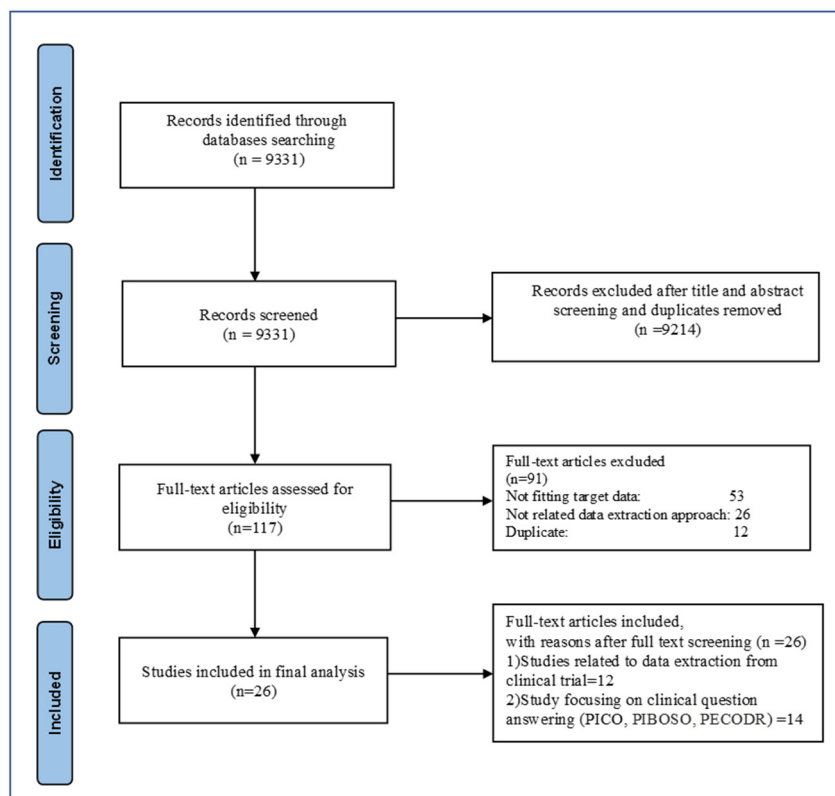 Identification
Records identified through
databases searching
(n = 9331)
Screening
Records screened
(n = 9331)
Records excluded after title and abstract
screening and duplicates removed
(n =9214)
Eligibility
Full-text articles assessed for
eligibility
(n=117)
Full-text articles excluded
(n=91)
Not fitting target data: 53
Not related data extraction approach: 26
Duplicate: 12
Included
Studies included in final analysis
(n=26)
Full-text articles included,
with reasons after full text screening (n =26)
1)Studies related to data extraction from
clinical trial=12
2)Study focusing on clinical question
answering (PICO, PIBOSO, PECODR) =14